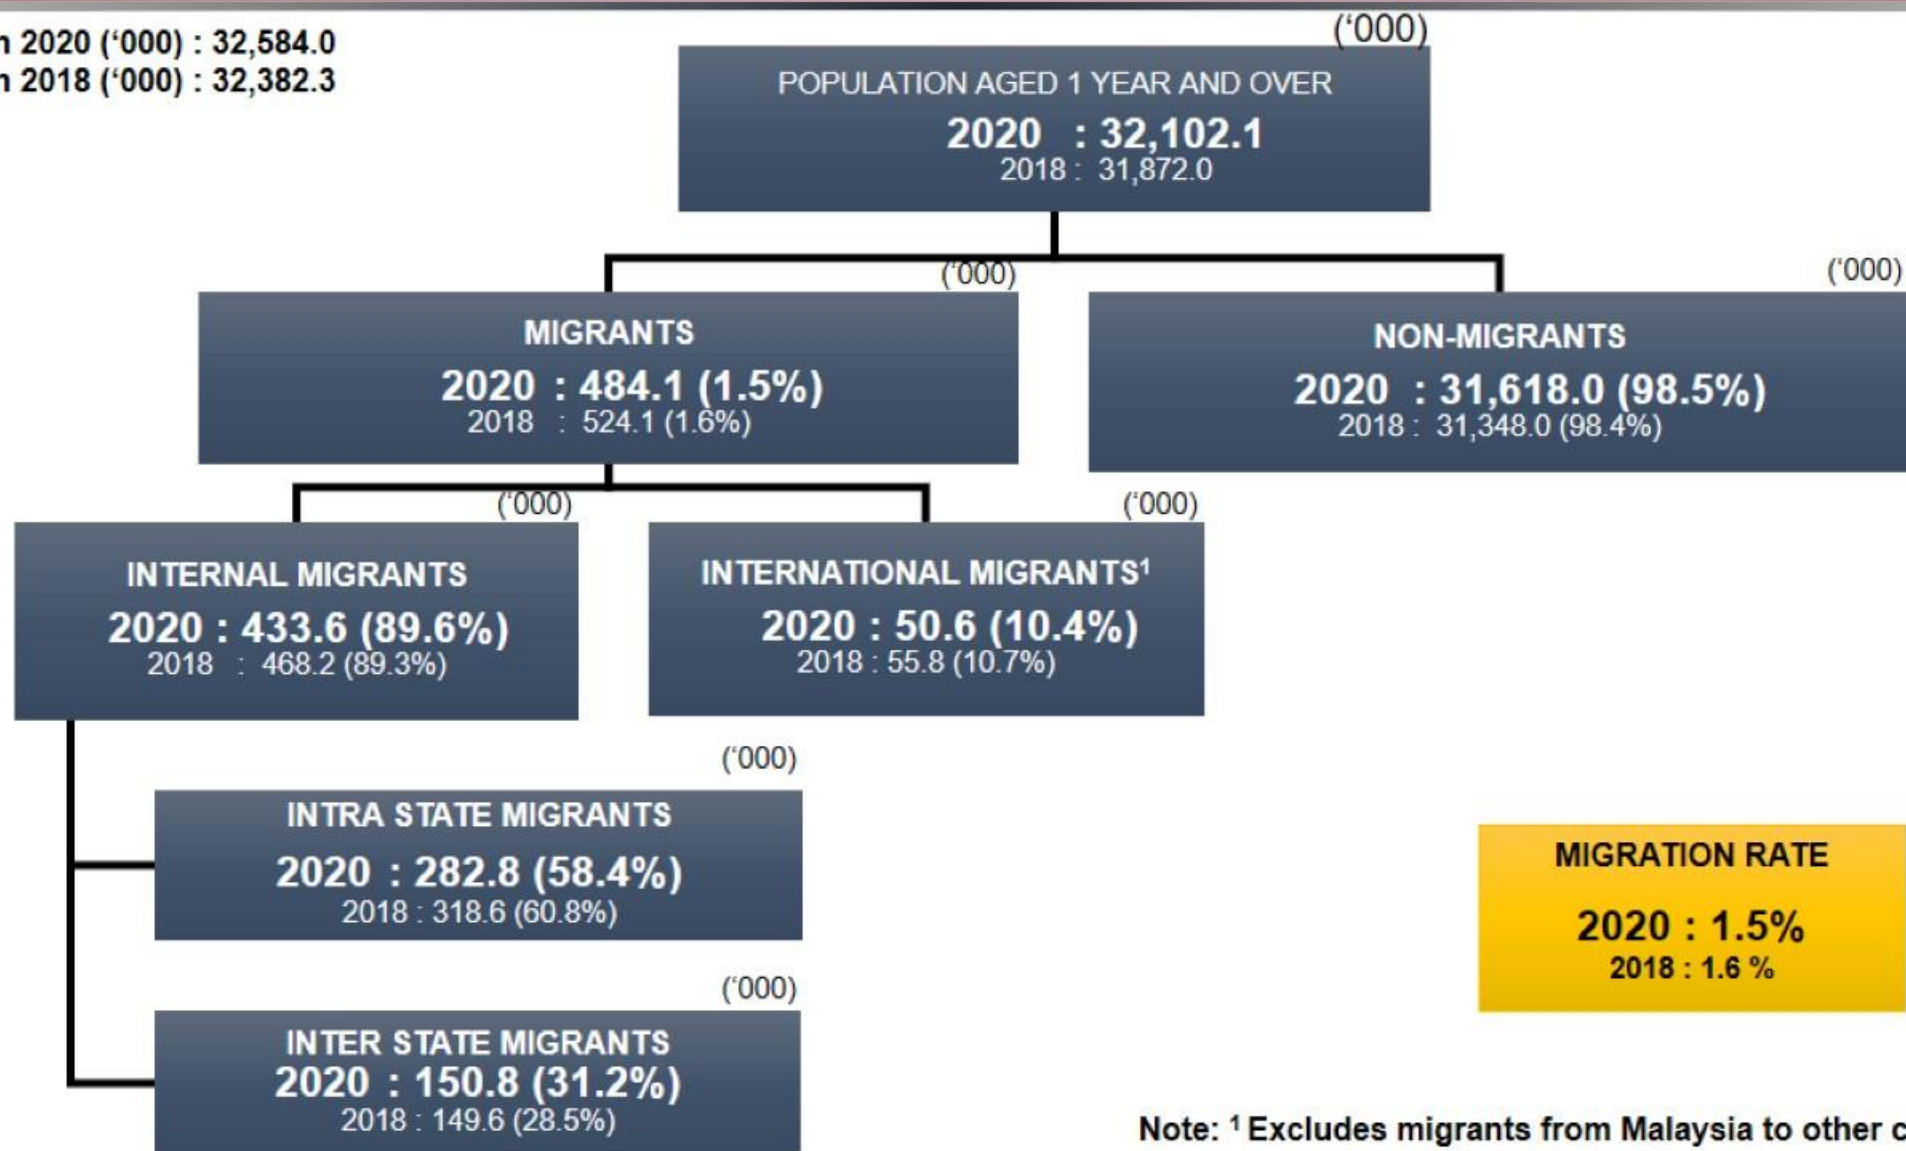 n 2020 (‘000) : 32,584.0
n 2018 (‘000) : 32,382.3
(‘000)
POPULATION AGED 1 YEAR AND OVER
2020 : 32,102.1
2018 : 31,872.0
(‘000)
MIGRANTS
2020 : 484.1 (1.5%)
2018 : 524.1 (1.6%)
(‘000)
NON-MIGRANTS
2020 : 31,618.0 (98.5%)
2018 : 31,348.0 (98.4%)
(‘000)
INTERNAL MIGRANTS
2020 : 433.6 (89.6%)
2018 : 468.2 (89.3%)
(‘000)
INTERNATIONAL MIGRANTS¹
2020 : 50.6 (10.4%)
2018 : 55.8 (10.7%)
(‘000)
INTRA STATE MIGRANTS
2020 : 282.8 (58.4%)
2018 : 318.6 (60.8%)
(‘000)
INTER STATE MIGRANTS
2020 : 150.8 (31.2%)
2018 : 149.6 (28.5%)
MIGRATION RATE
2020 : 1.5%
2018 : 1.6 %
Note: ¹ Excludes migrants from Malaysia to other c